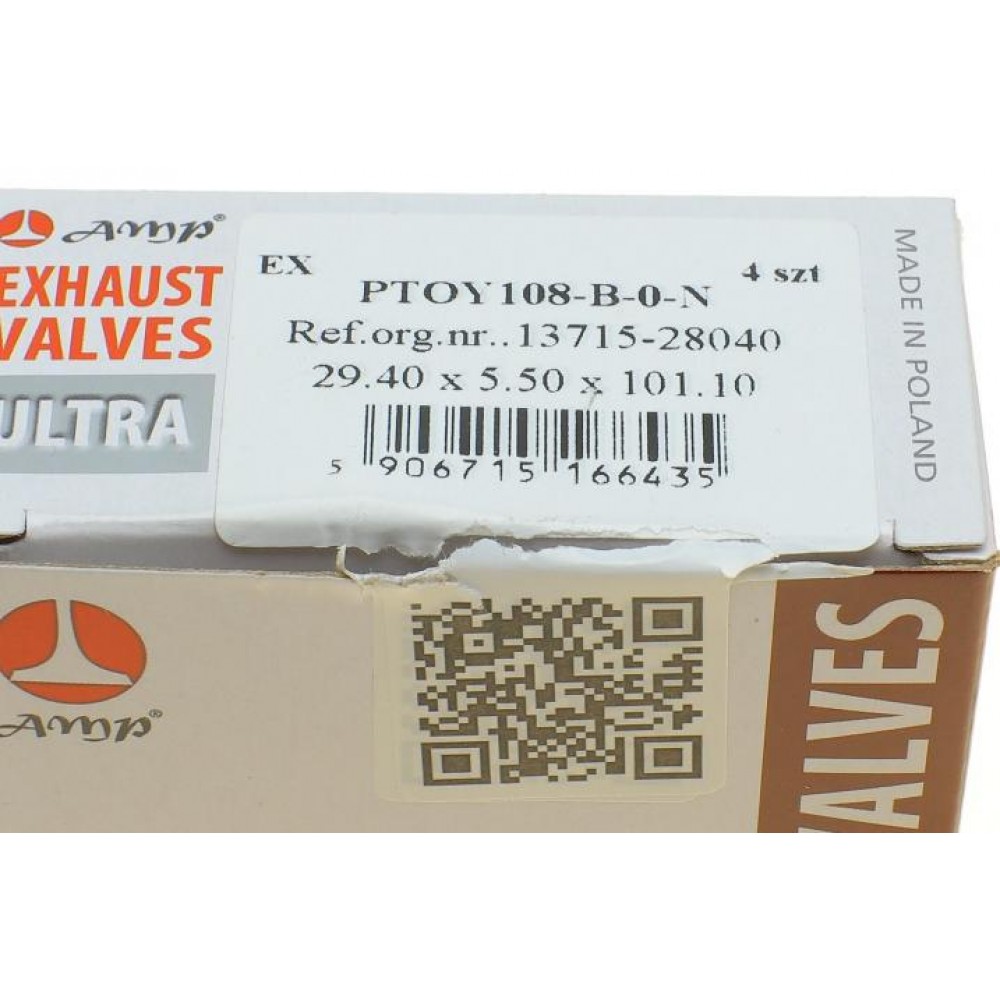 AMP®
EXHAUST
VALVES
ULTRA
EX
4 szt
PTOY108-B-0-N
Ref.org.nr..13715-28040
29.40 x 5.50 x 101.10
5 906715 166435
MADE IN POLAND
AMP®
VALVES